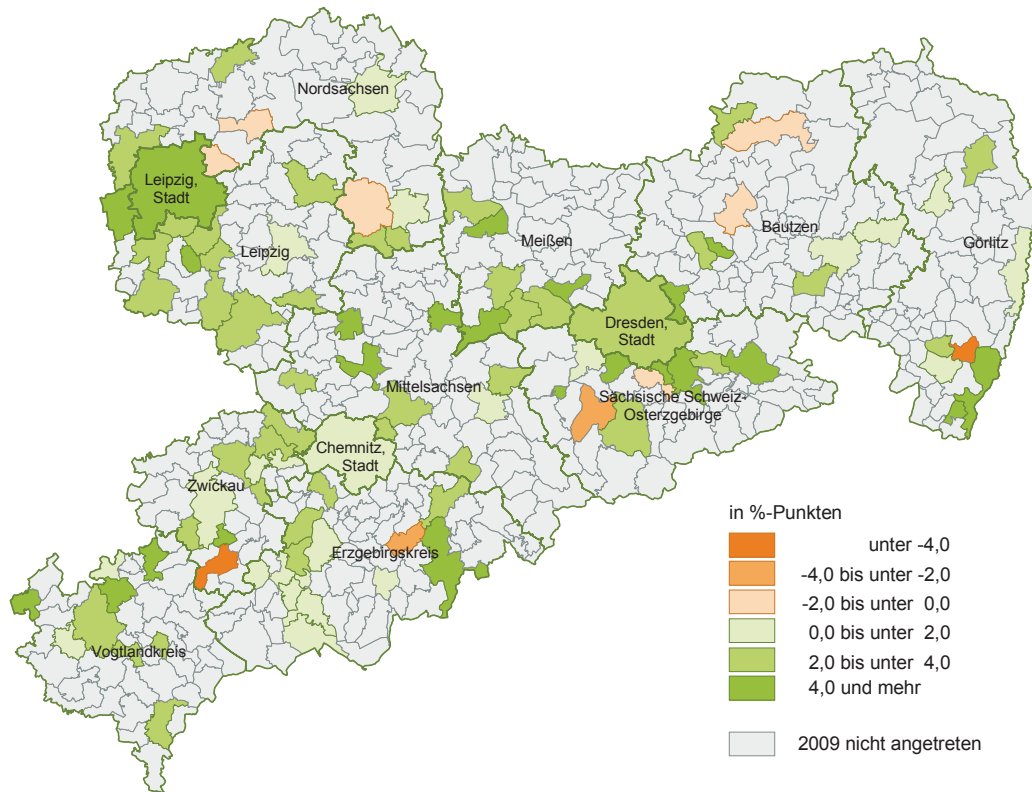 Nordsachsen
Leipzig,
Stadt
Leipzig
Meißen
Bautzen
Görlitz
Dresden,
Stadt
Mittelsachsen
Sächsische Schweiz-
Osterzgebirge
Chemnitz,
Stadt
Zwickau
Erzgebirgskreis
Vogtlandkreis
in %-Punkten
unter -4,0
-4,0 bis unter -2,0
-2,0 bis unter 0,0
0,0 bis unter 2,0
2,0 bis unter 4,0
4,0 und mehr
2009 nicht angetreten